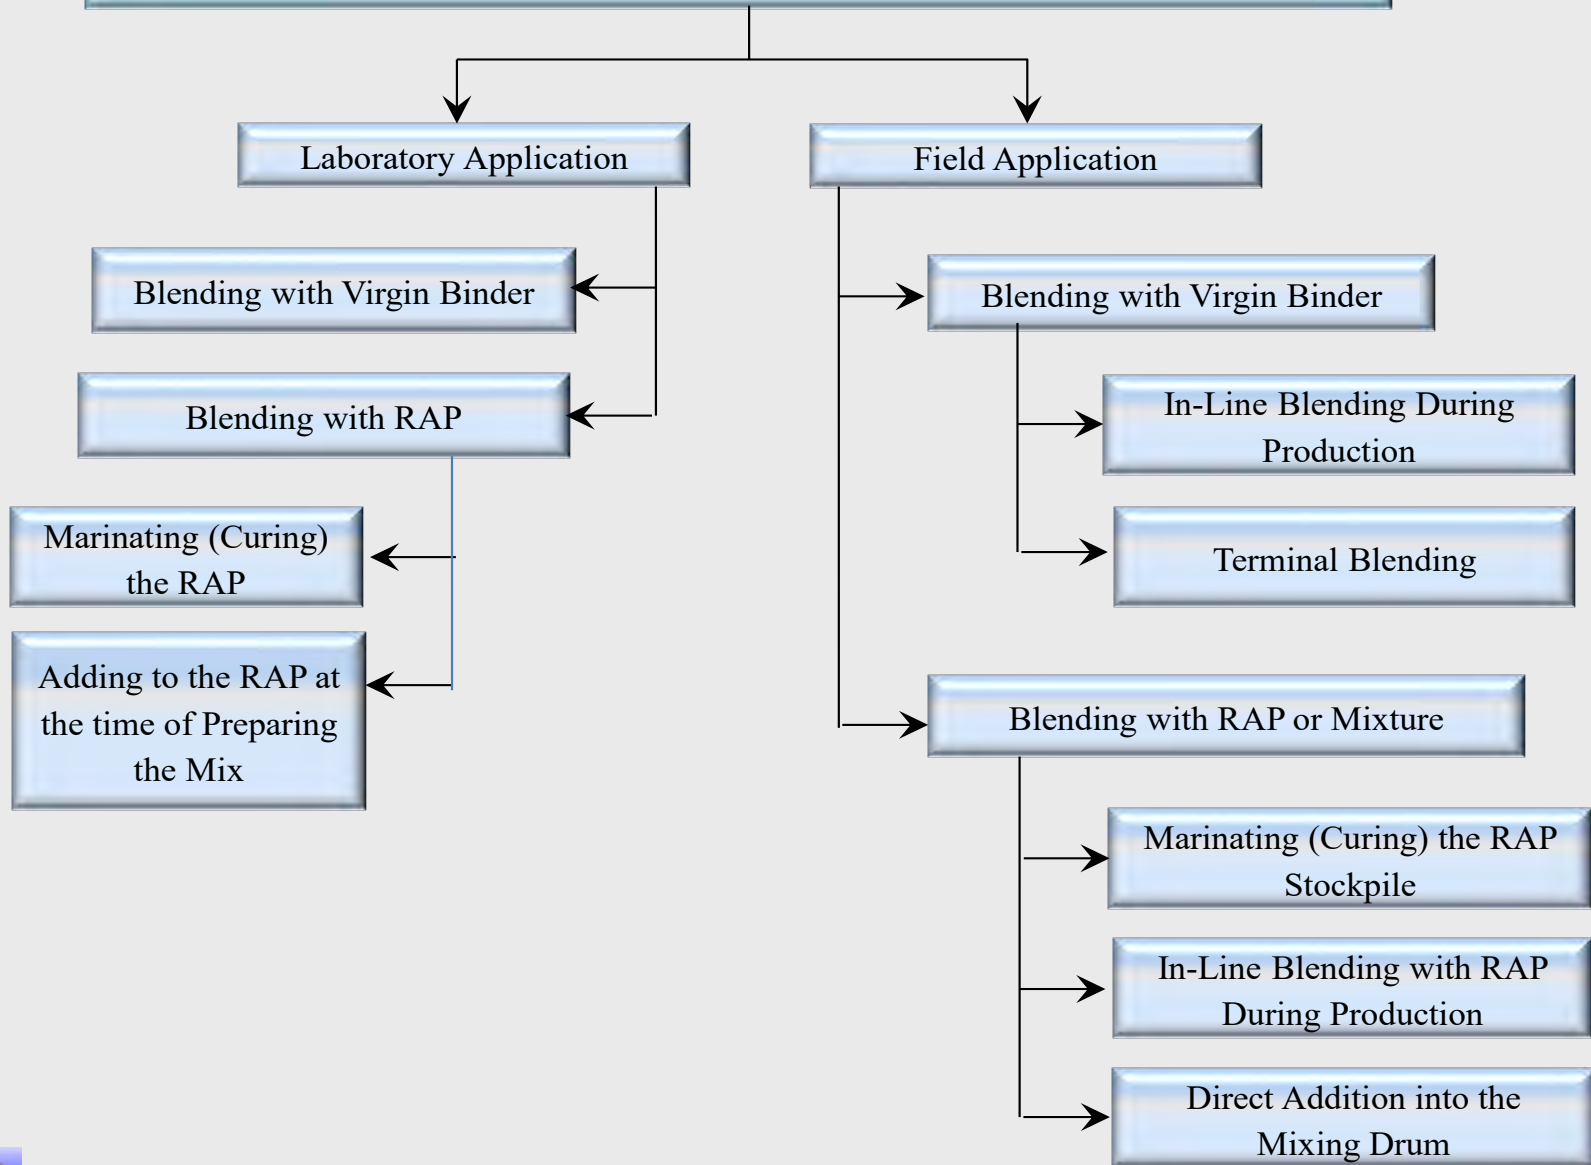 Laboratory Application
Field Application
Blending with Virgin Binder
Blending with RAP
Marinating (Curing)
the RAP
Adding to the RAP at
the time of Preparing
the Mix
Blending with Virgin Binder
In-Line Blending During
Production
Terminal Blending
Blending with RAP or Mixture
Marinating (Curing) the RAP
Stockpile
In-Line Blending with RAP
During Production
Direct Addition into the
Mixing Drum